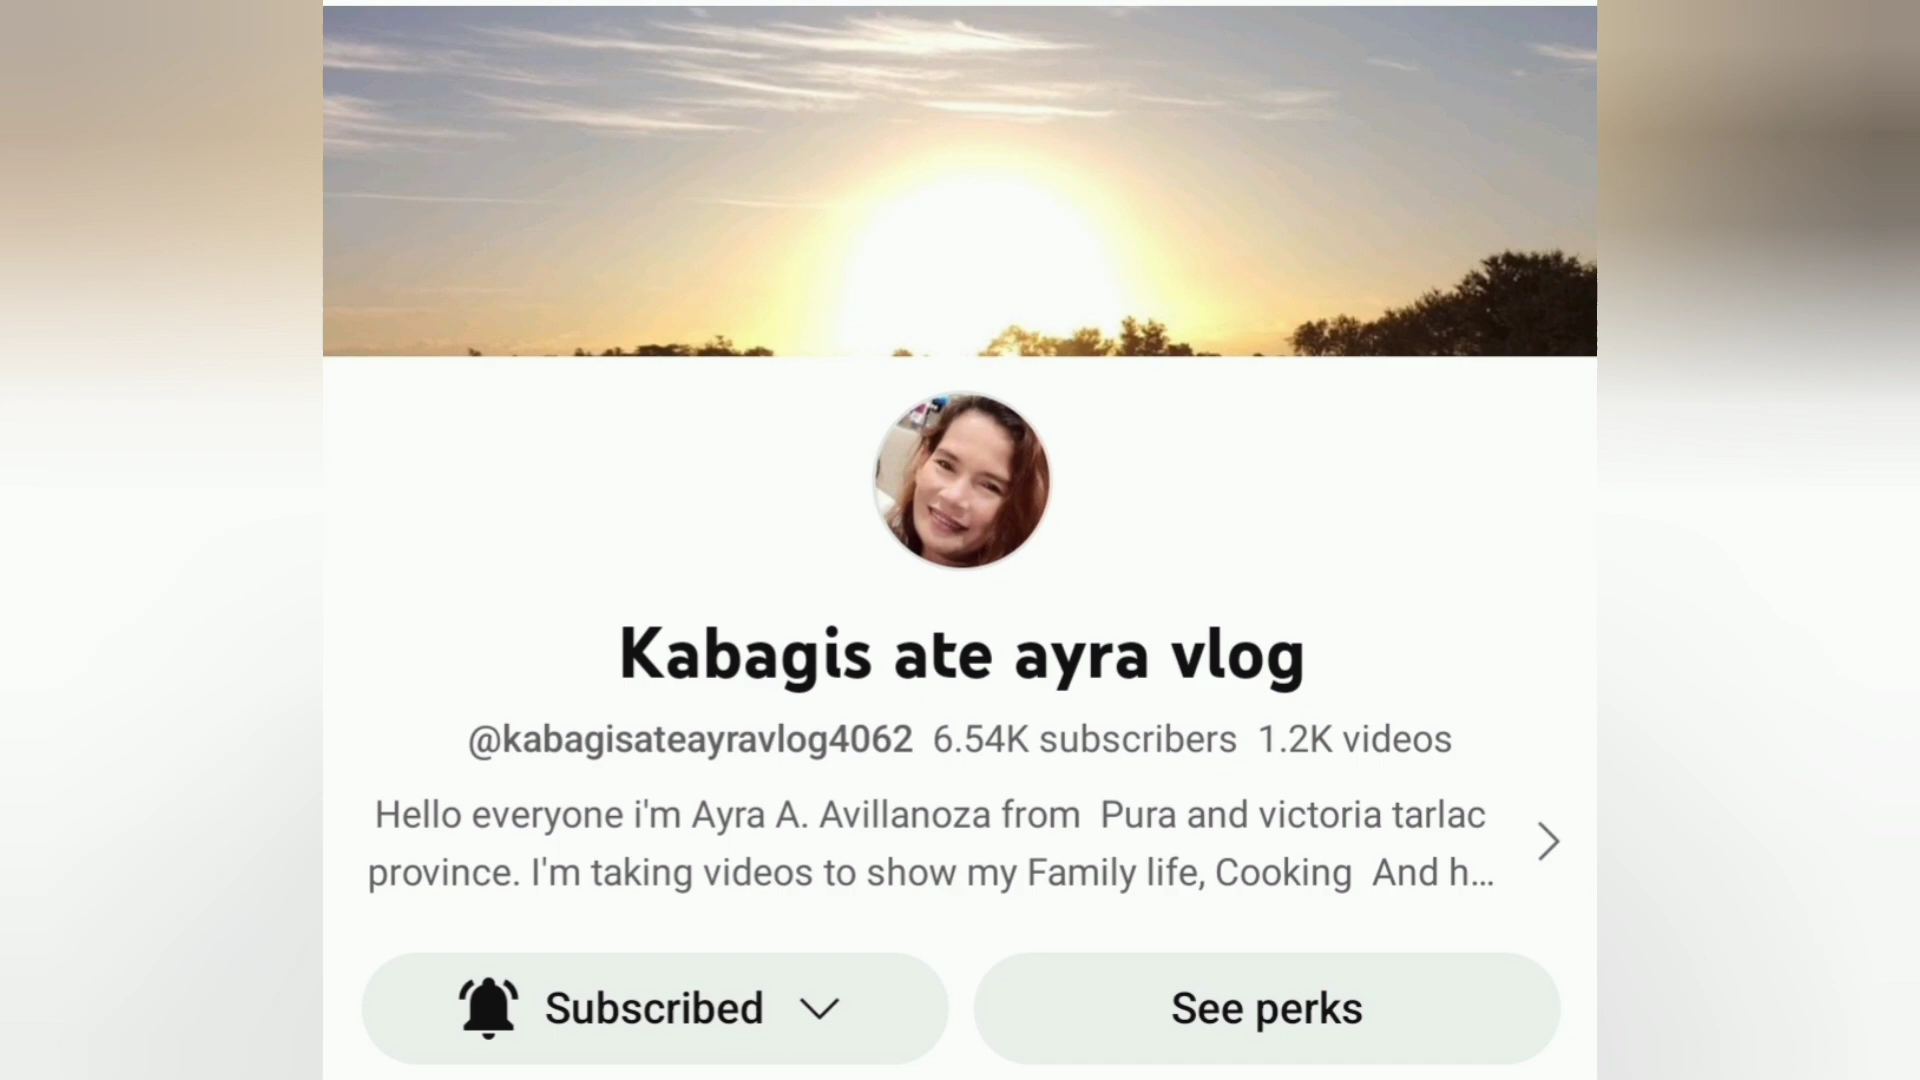 Kabagis ate ayra vlog
@kabagisateayravlog4062 6.54K subscribers 1.2K videos
Hello everyone i'm Ayra A. Avillanoza from Pura and victoria tarlac
province. I'm taking videos to show my Family life, Cooking And h...
Subscribed
See perks